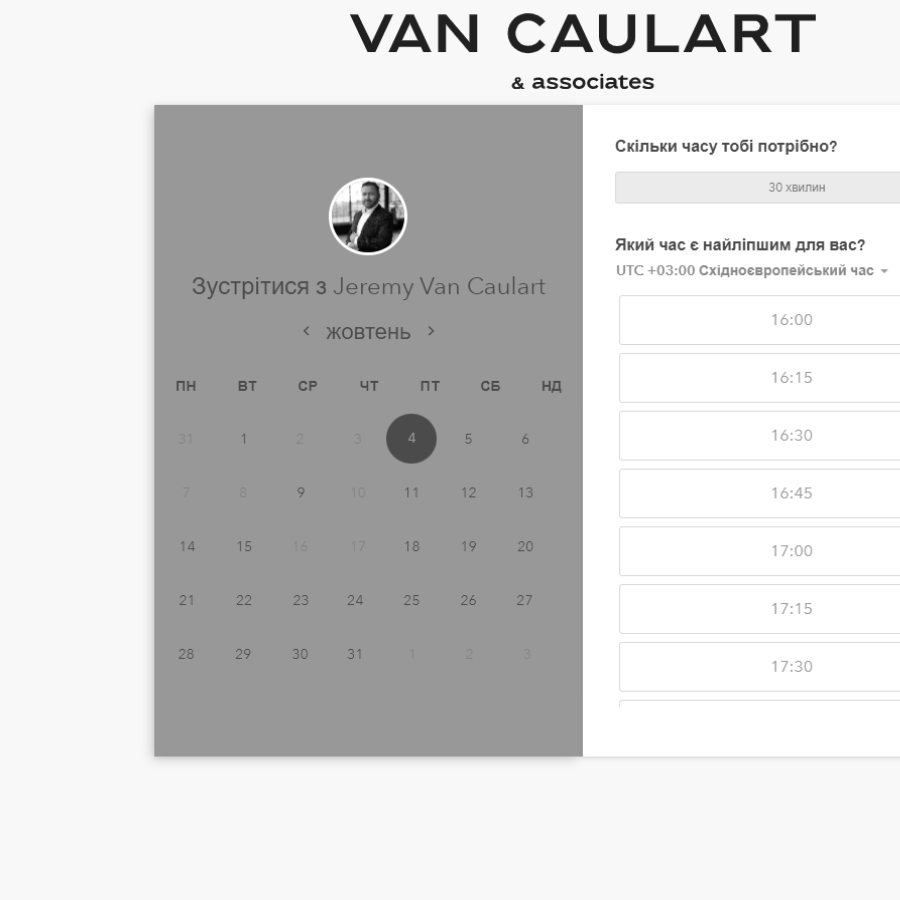 VAN CAULART
& associates
Зустрітися з Jeremy Van Caulart
жовтень
ПН ВТ СР ЧТ ПТ СБ НД
31 1 2 3 4 5 6
7 8 9 10 11 12 13
14 15 16 17 18 19 20
21 22 23 24 25 26 27
28 29 30 31 1 2 3
Скільки часу тобі потрібно?
30 хвилин
Який час є найліпшим для вас?
UTC +03:00 Східноєвропейський час
16:00
16:15
16:30
16:45
17:00
17:15
17:30